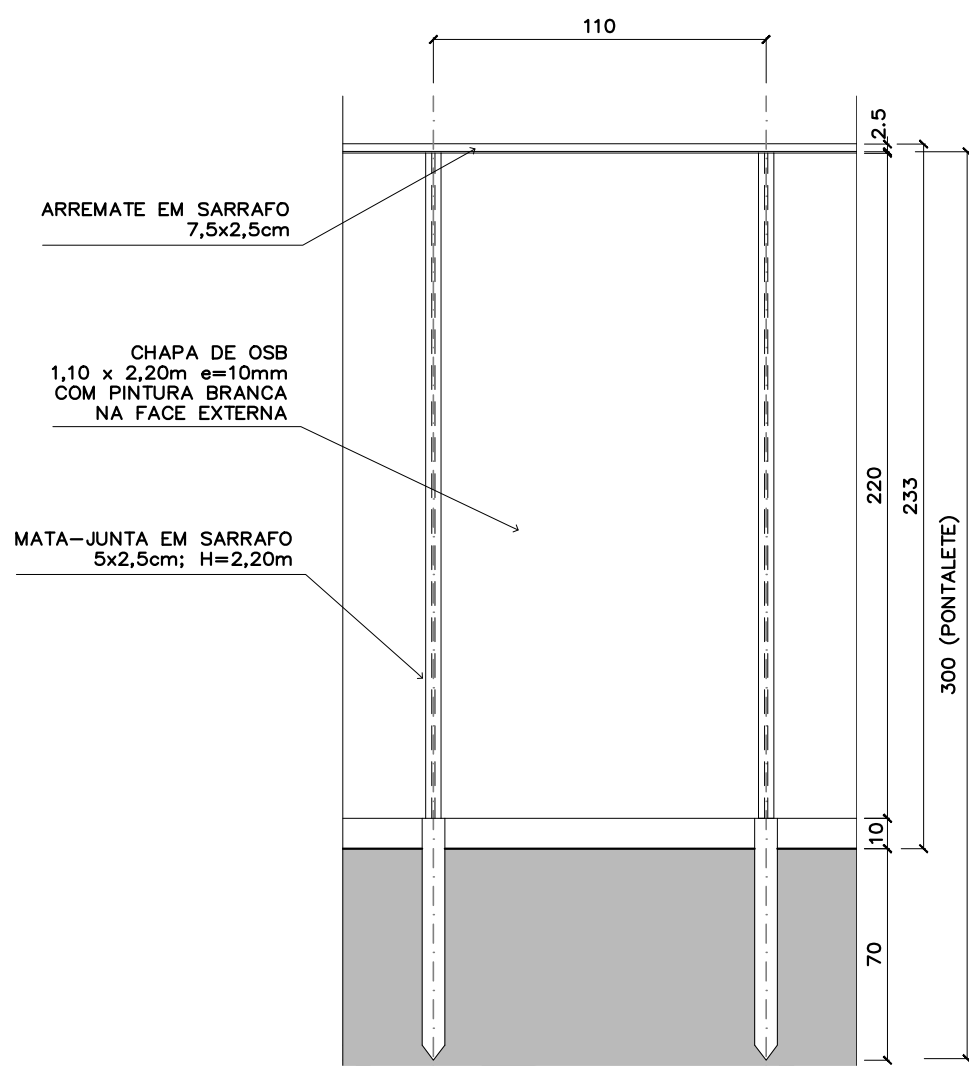 110
2.5
ARREMATE EM SARRAFO
7,5x2,5cm
CHAPA DE OSB
1,10 x 2,20m e=10mm
COM PINTURA BRANCA
NA FACE EXTERNA
220
233
300 (PONTALETE)
MATA-JUNTA EM SARRAFO
5x2,5cm; H=2,20m
10
70